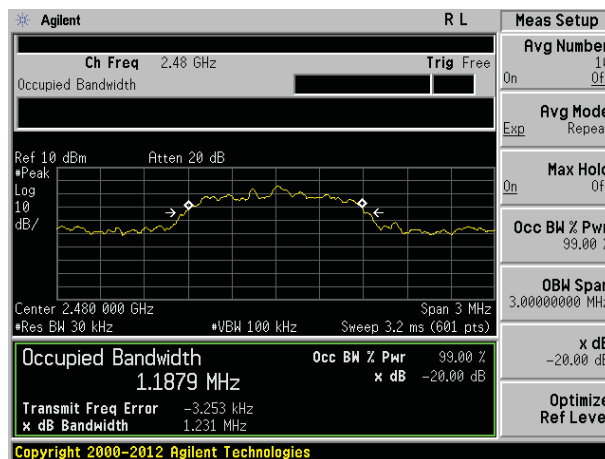 Agilent R L Meas Setup
Ch Freq 2.48 GHz Trig Free
Occupied Bandwidth
Avg Number
On
Avg Mode
Exp Repea
Max Hold
On Of
Occ BW % Pwr
99.00 %
OBW Span
3.00000000 MHz
x dB
-20.00 dB
Optimize
Ref Level
Ref 10 dBm Atten 20 dB
#Peak
Log
10
dB/
Center 2.480 000 GHz Span 3 MHz
#Res BW 30 kHz #VBW 100 kHz Sweep 3.2 ms (601 pts)
Occupied Bandwidth Occ BW % Pwr 99.00 %
1.1879 MHz x dB -20.00 dB
Transmit Freq Error -3.253 kHz
x dB Bandwidth 1.231 MHz
Copyright 2000-2012 Agilent Technologies